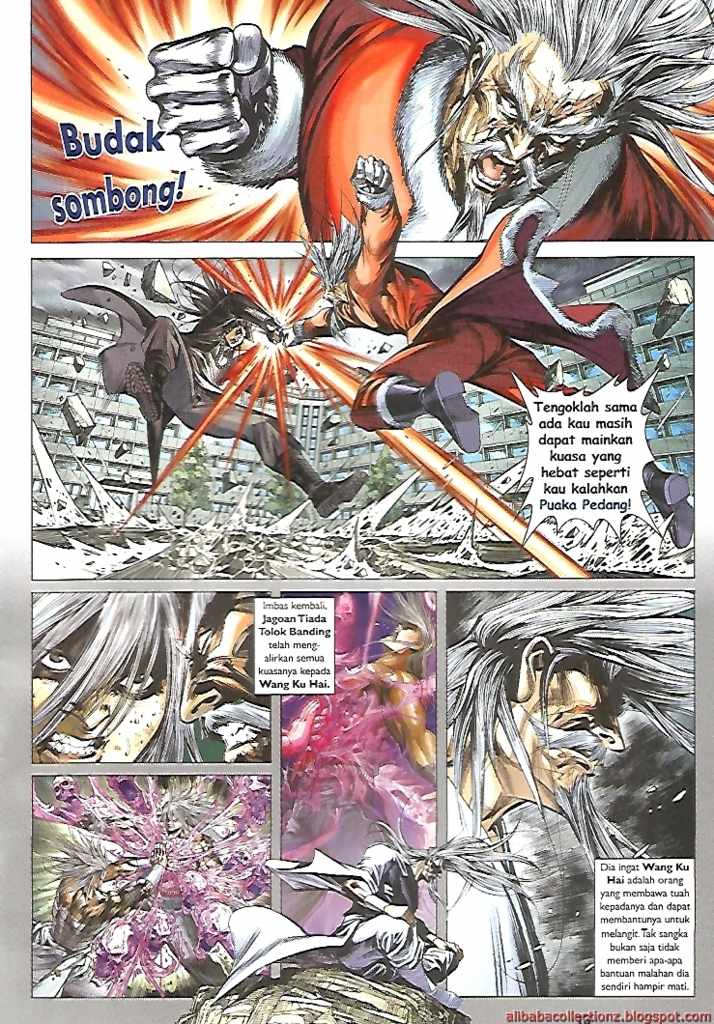 Budak
sombong!
Tengoklah sama
ada kau masih
dapat mainkan
kuasa yang
hebat seperti
kau kalahkan
Puaka Pedang!
Imbas kembali,
Jagoan Tiada
Tolok Banding
telah meng-
alirkan semua
kuasanya kepada
Wang Ku Hai.
Dia ingat Wang Ku
Hai adalah orang
yang membawa tuah
kepadanya dan dapat
membantunya untuk
melangit. Tak sangka
bukan saja tidak
memberi apa-apa
bantuan malahan dia
sendiri hampir mati.
alibabacollectionz.blogspot.com